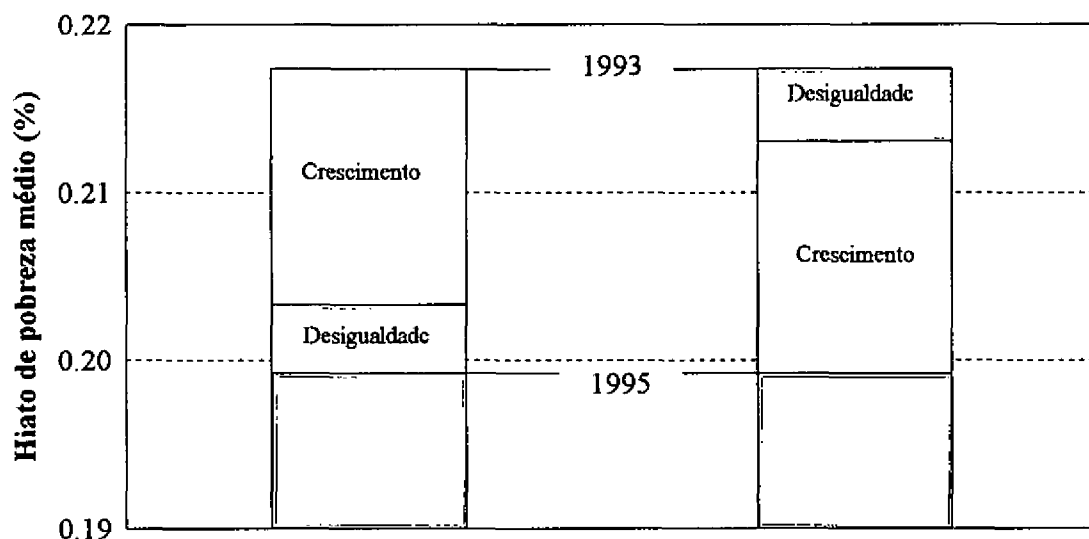 Hiato de pobreza médio (%)
0.22
0.21
0.20
0.19
1993
Desigualdade
Crescimento
Crescimento
Desigualdade
1995